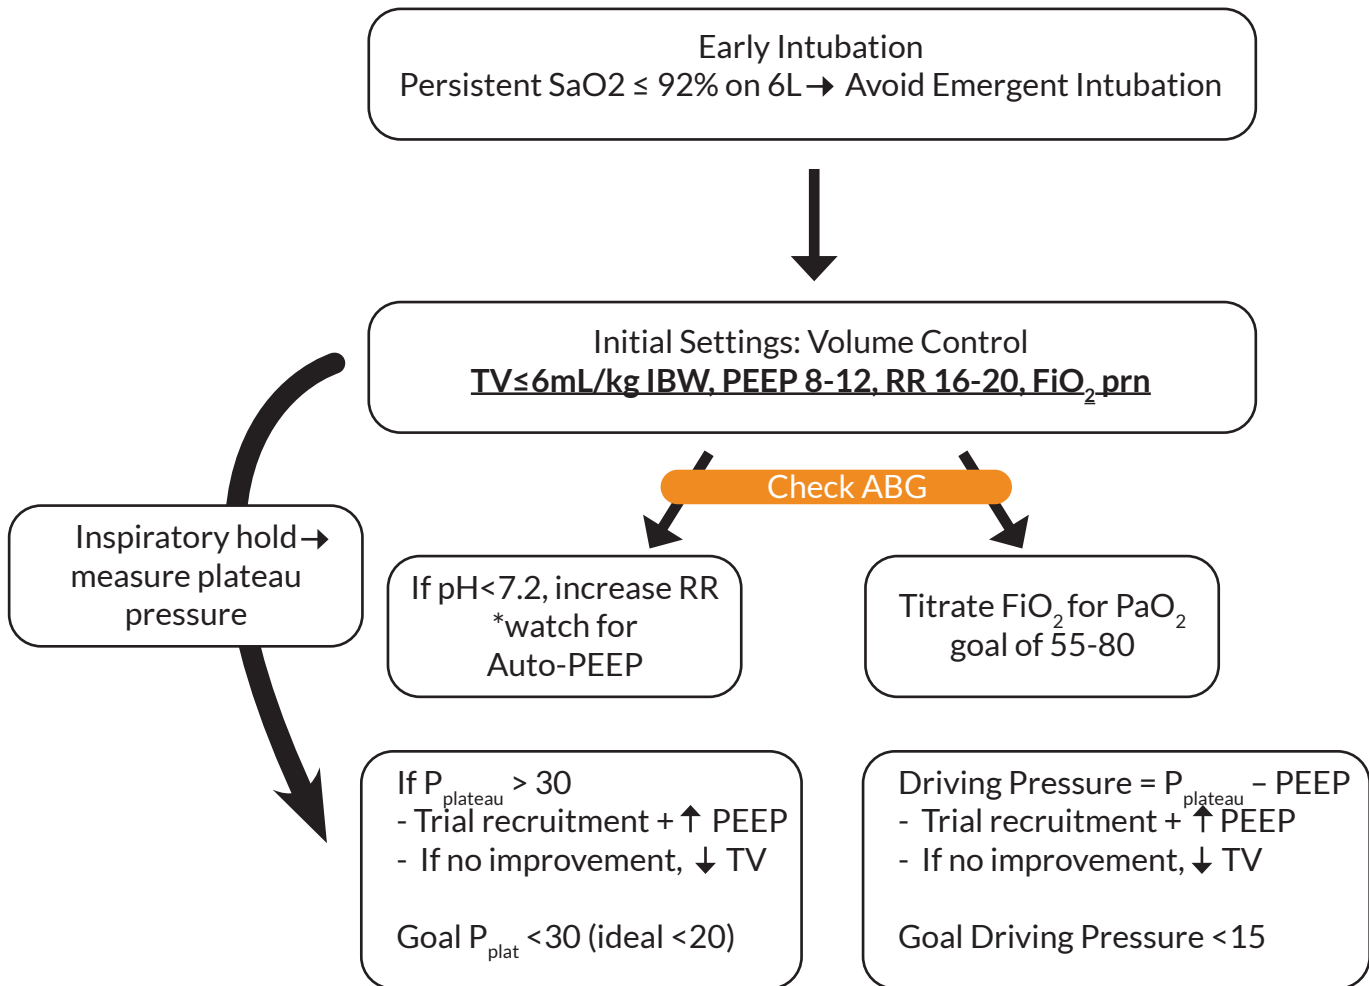 Early Intubation
Persistent SaO2 ≤ 92% on 6L → Avoid Emergent Intubation
Initial Settings: Volume Control
TV≤6mL/kg IBW, PEEP 8-12, RR 16-20, FiO₂ prn
Check ABG
Inspiratory hold→
measure plateau
pressure
If pH<7.2, increase RR
*watch for
Auto-PEEP
Titrate FiO₂ for PaO₂
goal of 55-80
If Pplateau > 30
- Trial recruitment + ↑ PEEP
- If no improvement, ↓ TV
Goal Pplat <30 (ideal <20)
Driving Pressure = Pplateau – PEEP
- Trial recruitment + ↑ PEEP
- If no improvement, ↓ TV
Goal Driving Pressure <15